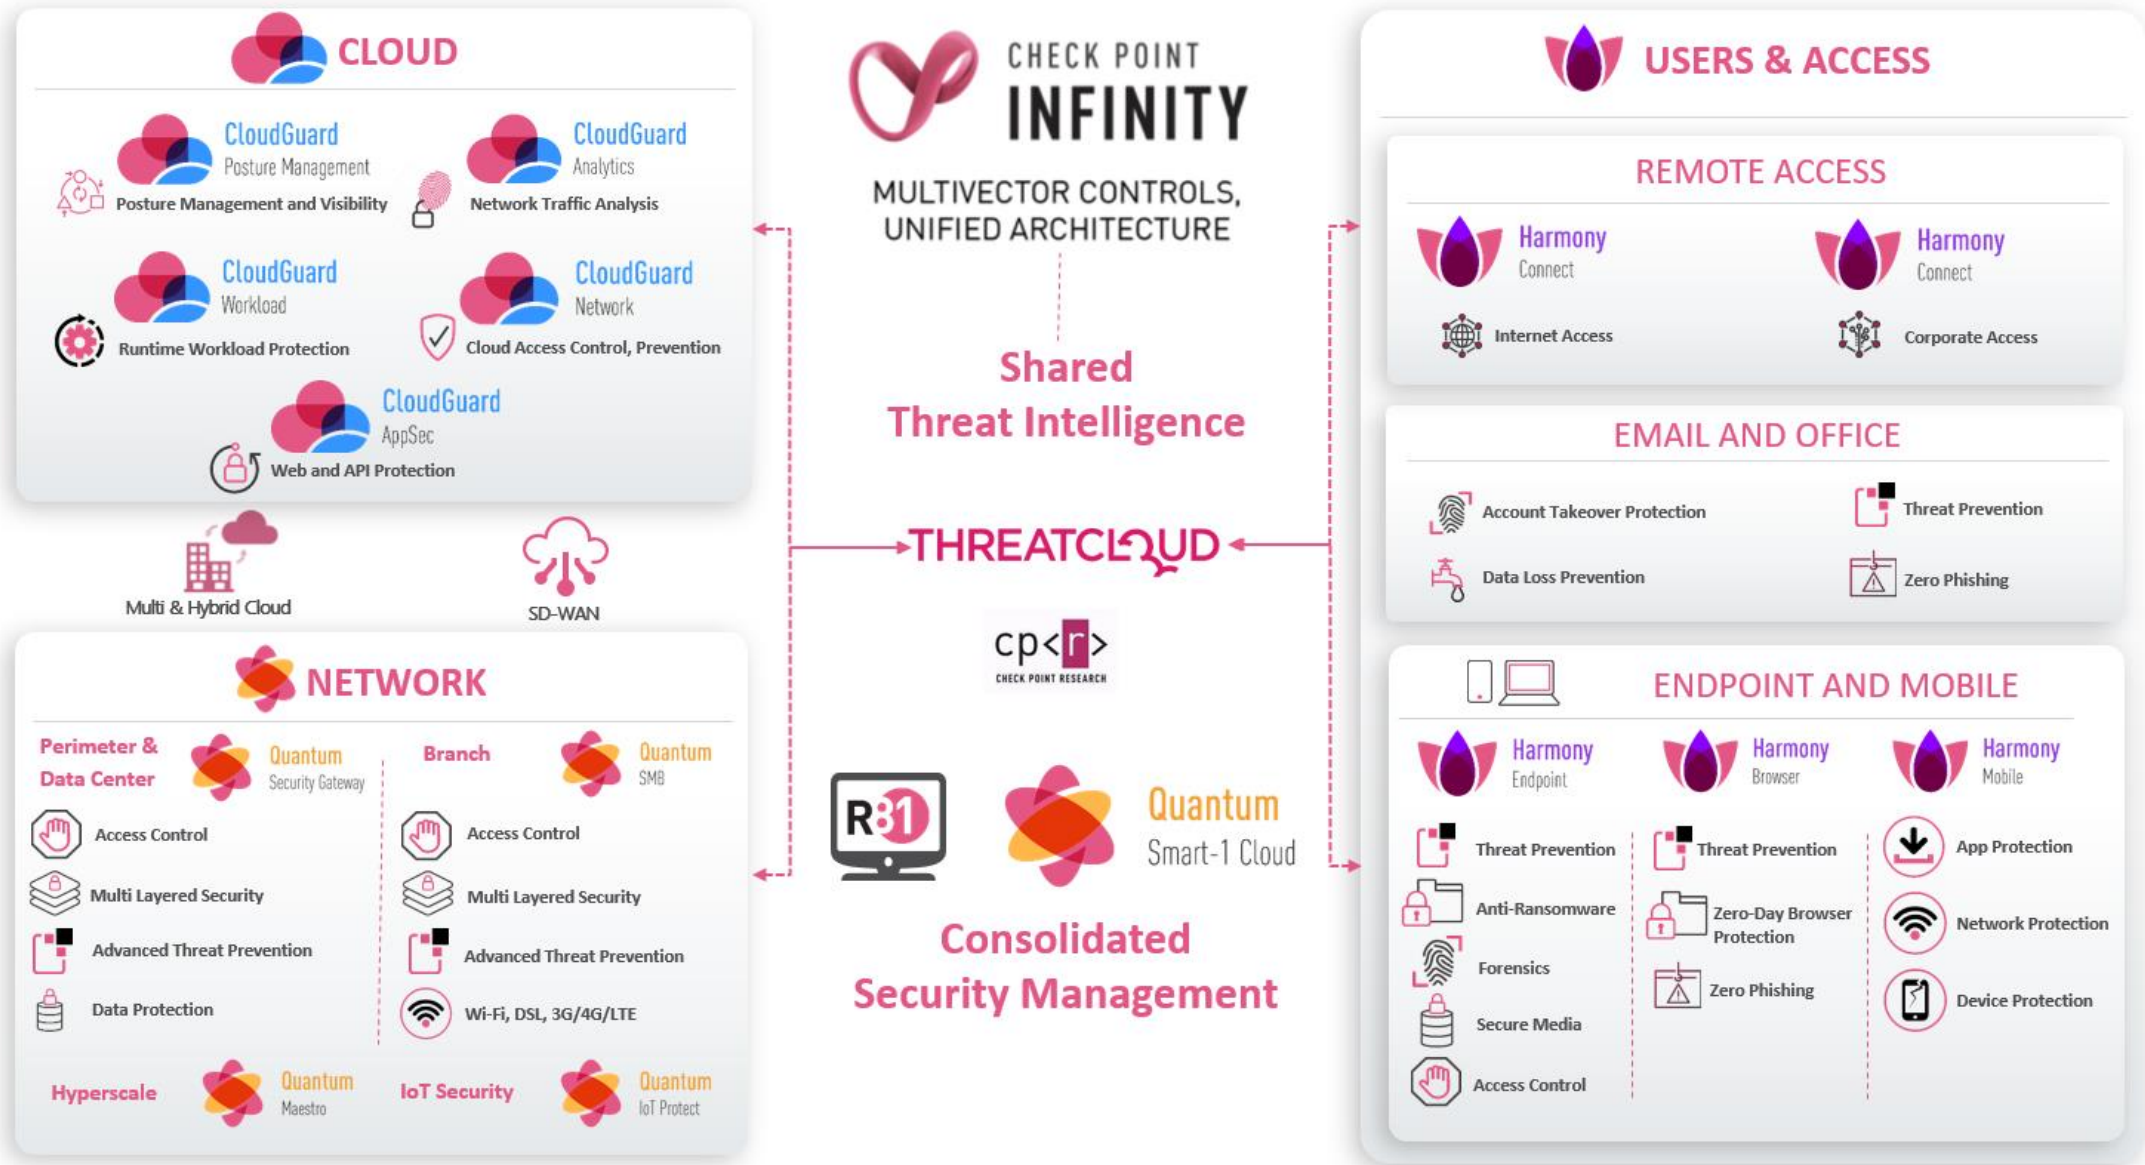 CLOUD
CloudGuard
Posture Management
Posture Management and Visibility
CloudGuard
Analytics
Network Traffic Analysis
CloudGuard
Workload
Runtime Workload Protection
CloudGuard
Network
Cloud Access Control, Prevention
CloudGuard
AppSec
Web and API Protection
Multi & Hybrid Cloud
SD-WAN
NETWORK
Perimeter &
Data Center
Quantum
Security Gateway
Access Control
Multi Layered Security
Advanced Threat Prevention
Data Protection
Branch
Quantum
SMB
Access Control
Multi Layered Security
Advanced Threat Prevention
Wi-Fi, DSL, 3G/4G/LTE
Hyperscale
Quantum
Maestro
IoT Security
Quantum
IoT Protect
CHECK POINT
INFINITY
MULTIVECTOR CONTROLS,
UNIFIED ARCHITECTURE
Shared
Threat Intelligence
THREATCLOUD
cp<r>
CHECK POINT RESEARCH
R81
Quantum
Smart-1 Cloud
Consolidated
Security Management
USERS & ACCESS
REMOTE ACCESS
Harmony
Connect
Internet Access
Harmony
Connect
Corporate Access
EMAIL AND OFFICE
Account Takeover Protection
Threat Prevention
Data Loss Prevention
Zero Phishing
ENDPOINT AND MOBILE
Harmony
Endpoint
Threat Prevention
Anti-Ransomware
Forensics
Secure Media
Access Control
Harmony
Browser
Threat Prevention
Zero-Day Browser
Protection
Zero Phishing
Harmony
Mobile
App Protection
Network Protection
Device Protection